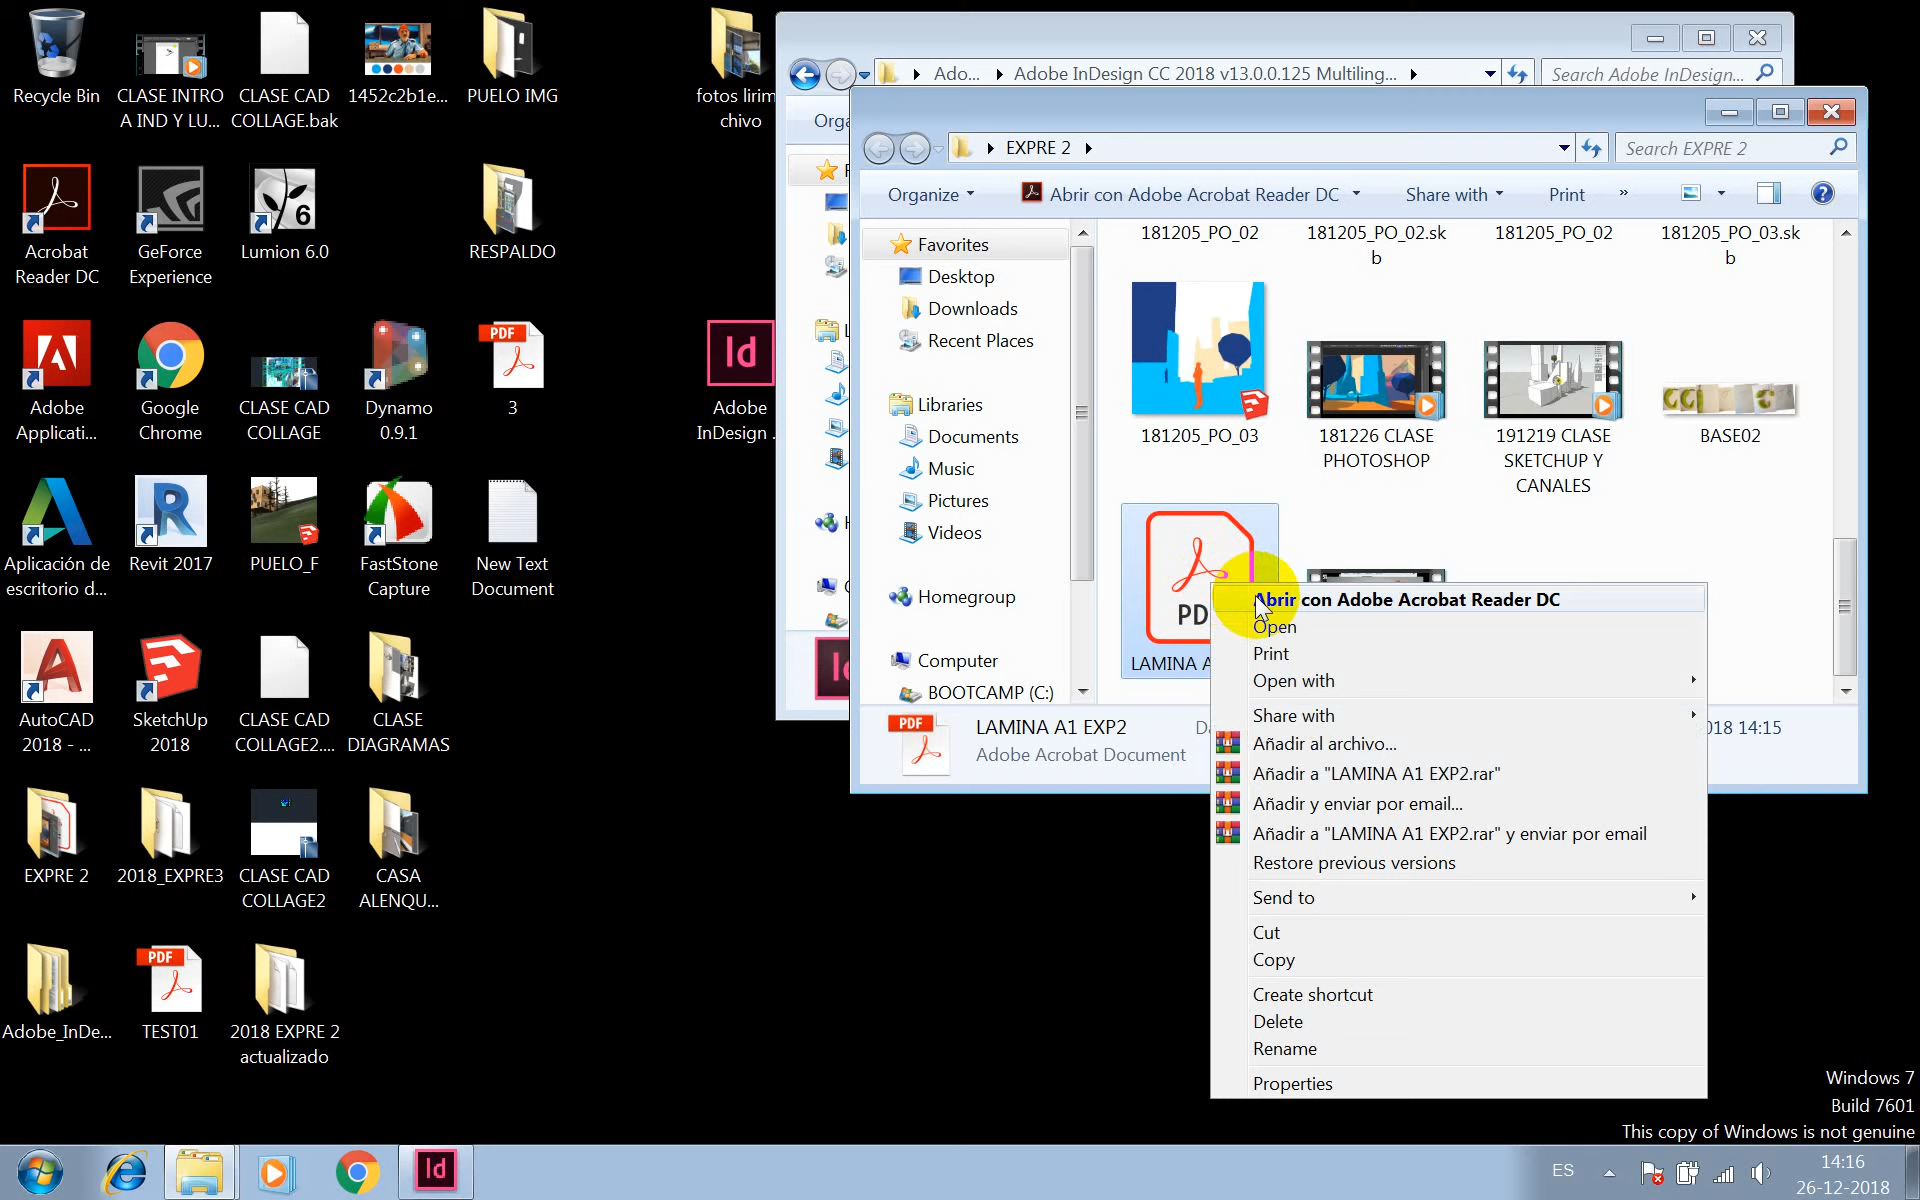 Recycle Bin
CLASE INTRO
A IND Y LU...
CLASE CAD
COLLAGE.bak
1452c2b1e...
PUELO IMG
fotos lirim
chivo
Acrobat
Reader DC
GeForce
Experience
6
Lumion 6.0
RESPALDO
Adobe
Applicati...
Google
Chrome
CLASE CAD
COLLAGE
Dynamo
0.9.1
PDF
3
Id
Adobe
InDesign .
Aplicación de
escritorio d...
Revit 2017
PUELO_F
FastStone
Capture
New Text
Document
AutoCAD
2018 - ...
SketchUp
2018
CLASE CAD
COLLAGE2....
CLASE
DIAGRAMAS
EXPRE 2
2018_EXPRE3
CLASE CAD
COLLAGE2
CASA
ALENQU...
Adobe_InDe...
PDF
TEST01
2018 EXPRE 2
actualizado
Ado...
Adobe InDesign CC 2018 v13.0.0.125 Multiling...
Search Adobe InDesign...
Orga
EXPRE 2
Search EXPRE 2
Organize
Abrir con Adobe Acrobat Reader DC
Share with
Print
»
Favorites
Desktop
Downloads
Recent Places
Libraries
Documents
Music
Pictures
Videos
Homegroup
Computer
BOOTCAMP (C:)
181205_PO_02
181205_PO_02.sk
b
181205_PO_02
181205_PO_03.sk
b
181205_PO_03
181226 CLASE
PHOTOSHOP
191219 CLASE
SKETCHUP Y
CANALES
BASE02
PD
LAMINA A
PDF
LAMINA A1 EXP2
Adobe Acrobat Document
018 14:15
Abrir con Adobe Acrobat Reader DC
Open
Print
Open with
Share with
Añadir al archivo...
Añadir a "LAMINA A1 EXP2.rar"
Añadir y enviar por email...
Añadir a "LAMINA A1 EXP2.rar" y enviar por email
Restore previous versions
Send to
Cut
Copy
Create shortcut
Delete
Rename
Properties
Windows 7
Build 7601
This copy of Windows is not genuine
Id
ES
14:16
26-12-2018